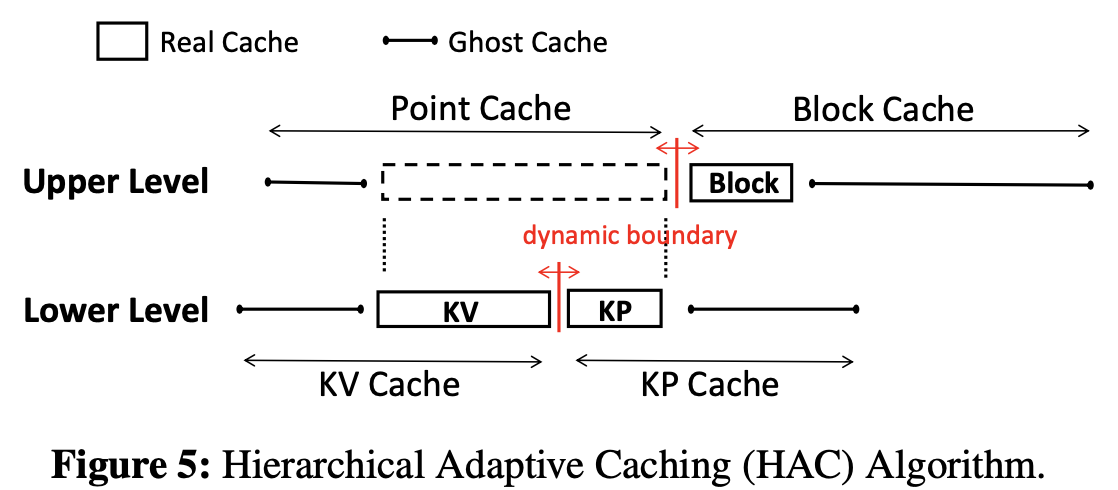 Real Cache
Ghost Cache
Point Cache
Block Cache
Upper Level
Block
dynamic boundary
Lower Level
KV
KP
KV Cache
KP Cache
Figure 5: Hierarchical Adaptive Caching (HAC) Algorithm.